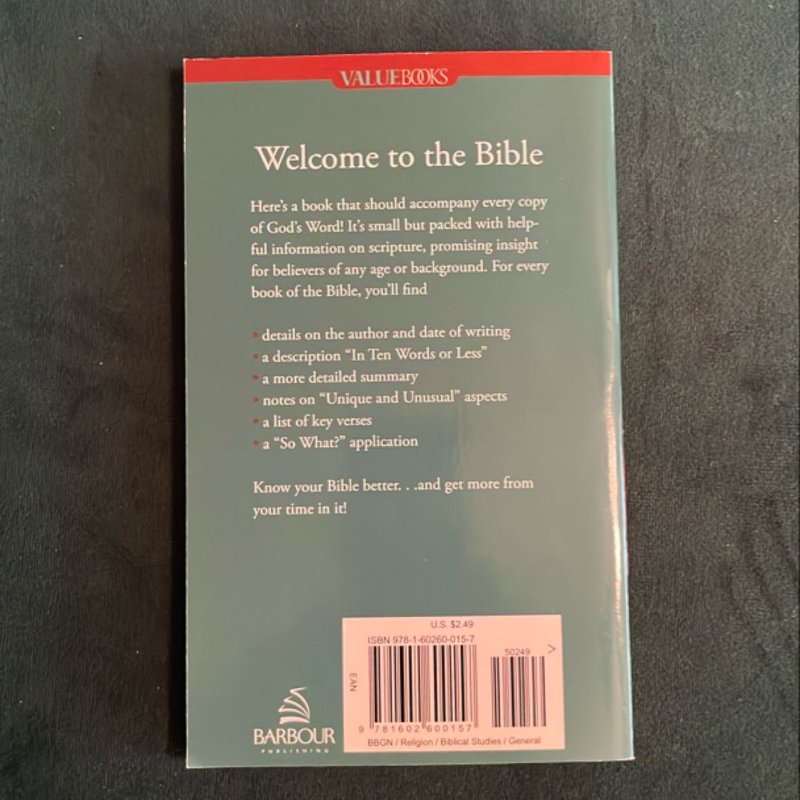 VALUEBOOKS
Welcome to the Bible
Here's a book that should accompany every copy
of God's Word! It's small but packed with help-
ful information on scripture, promising insight
for believers of any age or background. For every
book of the Bible, you'll find
• details on the author and date of writing
• a description “In Ten Words or Less”
• a more detailed summary
• notes on “Unique and Unusual” aspects
• a list of key verses
• a “So What?” application
Know your Bible better. . .and get more from
your time in it!
U.S. $2.49
ISBN 978-1-60260-015-7
50249 >
EAN
9 781602 600157
BBGN / Religion / Biblical Studies / General
BARBOUR
PUBLISHING